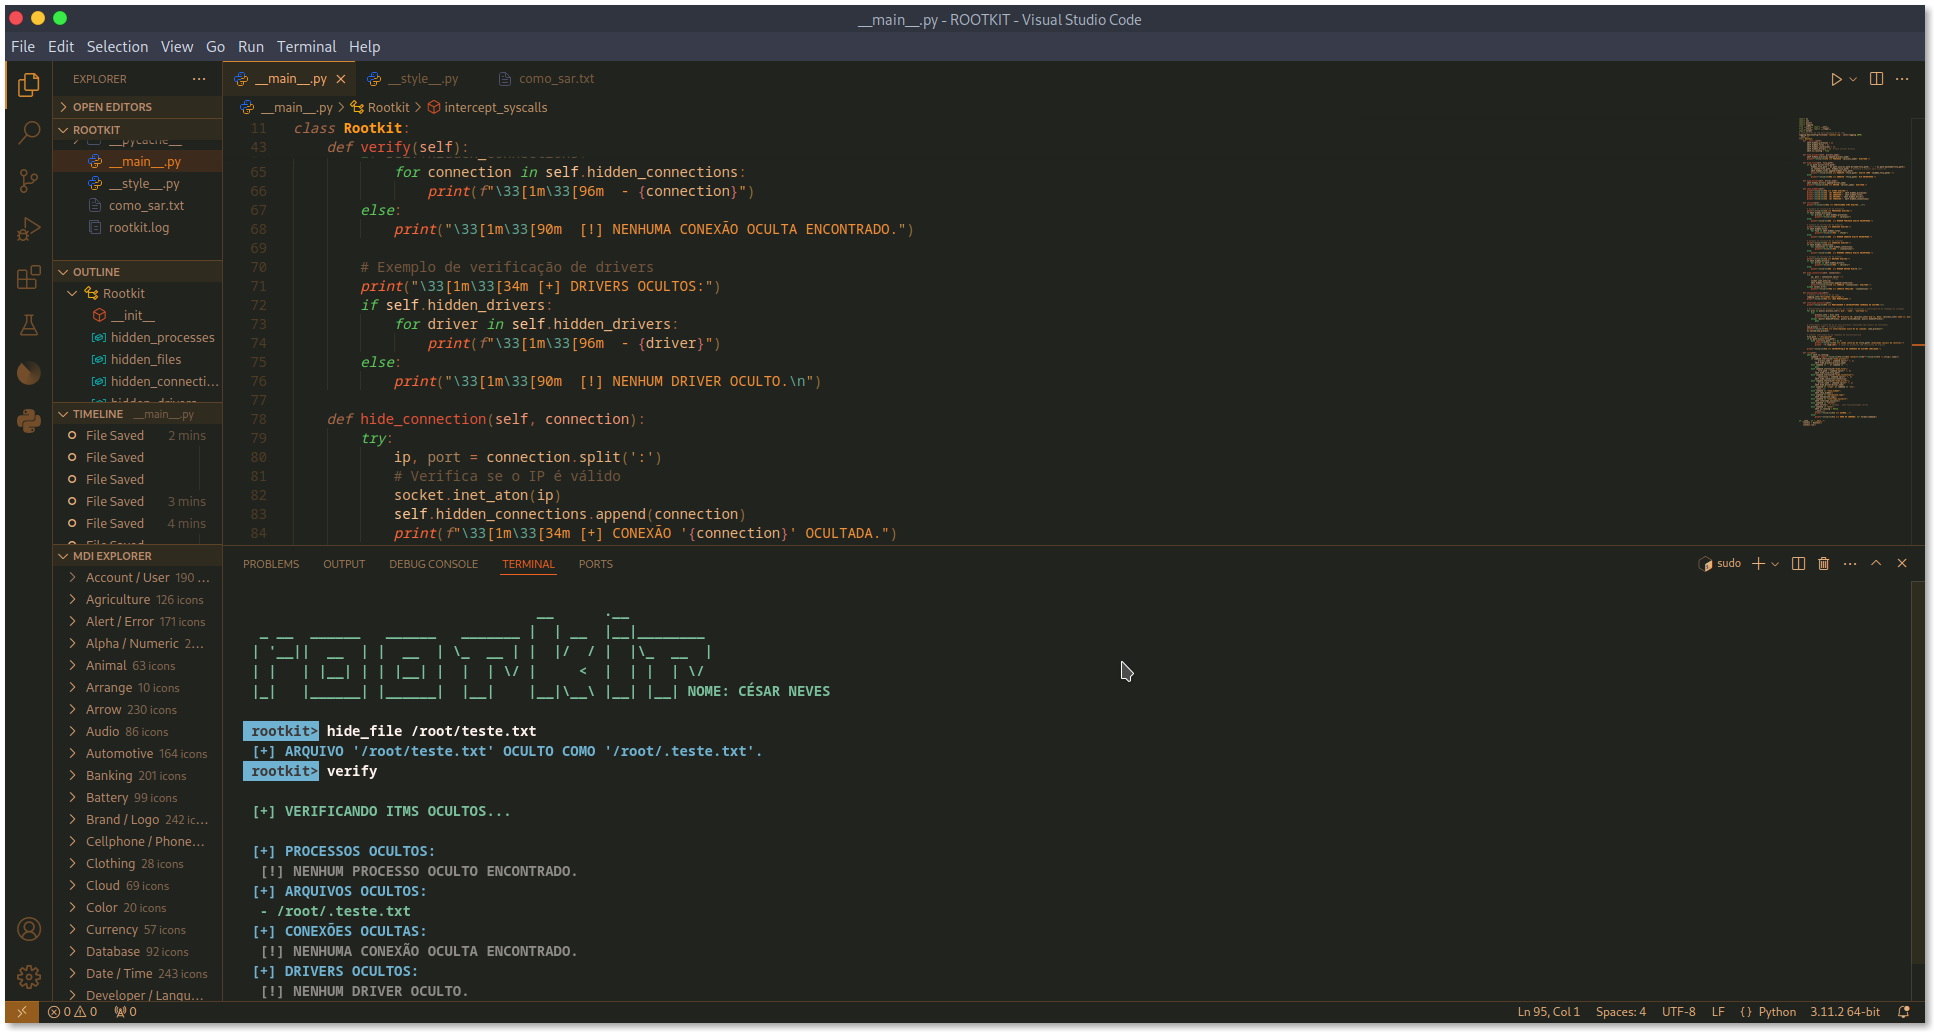 __main__.py - ROOTKIT - Visual Studio Code
File Edit Selection View Go Run Terminal Help
EXPLORER ···
OPEN EDITORS
ROOTKIT
__pycache__
__main__.py
__style__.py
como_sar.txt
rootkit.log
OUTLINE
Rootkit
__init__
hidden_processes
hidden_files
hidden_connecti...
TIMELINE __main__.py
File Saved 2 mins
File Saved
File Saved
File Saved 3 mins
File Saved 4 mins
MDI EXPLORER
Account / User 190 ...
Agriculture 126 icons
Alert / Error 171 icons
Alpha / Numeric 2...
Animal 63 icons
Arrange 10 icons
Arrow 230 icons
Audio 86 icons
Automotive 164 icons
Banking 201 icons
Battery 99 icons
Brand / Logo 242 ic...
Cellphone / Phone...
Clothing 28 icons
Cloud 69 icons
Color 20 icons
Currency 57 icons
Database 92 icons
Date / Time 243 icons
Developer / Langu...
__main__.py __style__.py como_sar.txt
__main__.py > Rootkit > intercept_syscalls
11 class Rootkit:
43 def verify(self):
65 for connection in self.hidden_connections:
66 print(f"\33[1m\33[96m  - {connection}")
67 else:
68 print("\33[1m\33[90m  [!] NENHUMA CONEXÃO OCULTA ENCONTRADO.")
69
70 # Exemplo de verificação de drivers
71 print("\33[1m\33[34m [+] DRIVERS OCULTOS:")
72 if self.hidden_drivers:
73 for driver in self.hidden_drivers:
74 print(f"\33[1m\33[96m  - {driver}")
75 else:
76 print("\33[1m\33[90m  [!] NENHUM DRIVER OCULTO.\n")
77
78 def hide_connection(self, connection):
79 try:
80 ip, port = connection.split(':')
81 # Verifica se o IP é válido
82 socket.inet_aton(ip)
83 self.hidden_connections.append(connection)
84 print(f"\33[1m\33[34m [+] CONEXÃO '{connection}' OCULTADA.")
PROBLEMS OUTPUT DEBUG CONSOLE TERMINAL PORTS
sudo
rootkit
NOME: CÉSAR NEVES
rootkit> hide_file /root/teste.txt
[+] ARQUIVO '/root/teste.txt' OCULTO COMO '/root/.teste.txt'.
rootkit> verify
[+] VERIFICANDO ITMS OCULTOS...
[+] PROCESSOS OCULTOS:
[!] NENHUM PROCESSO OCULTO ENCONTRADO.
[+] ARQUIVOS OCULTOS:
- /root/.teste.txt
[+] CONEXÕES OCULTAS:
[!] NENHUMA CONEXÃO OCULTA ENCONTRADO.
[+] DRIVERS OCULTOS:
[!] NENHUM DRIVER OCULTO.
0 0 0
Ln 95, Col 1 Spaces: 4 UTF-8 LF {} Python 3.11.2 64-bit